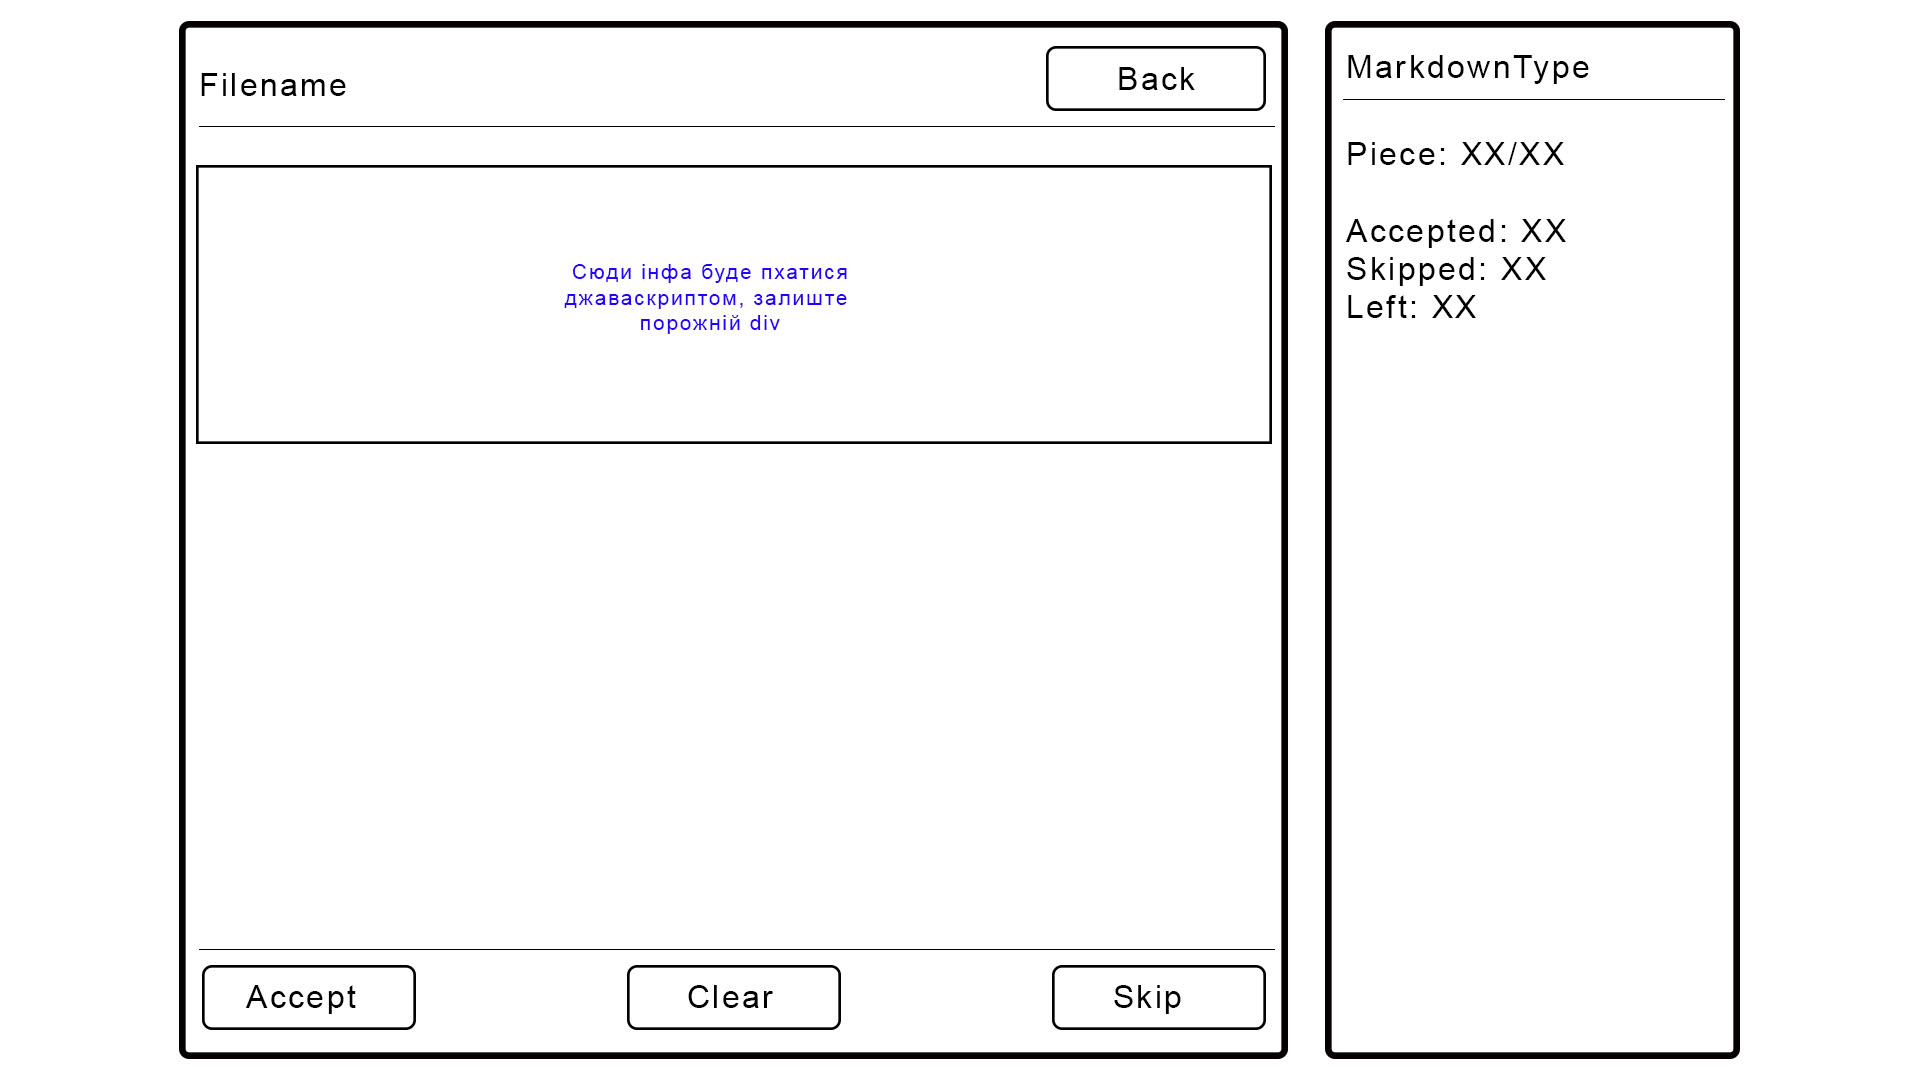 Filename
Back
Сюди інфа буде пхатися
джаваскриптом, залиште
порожній div
Accept
Clear
Skip
MarkdownType
Piece: XX/XX
Accepted: XX
Skipped: XX
Left: XX